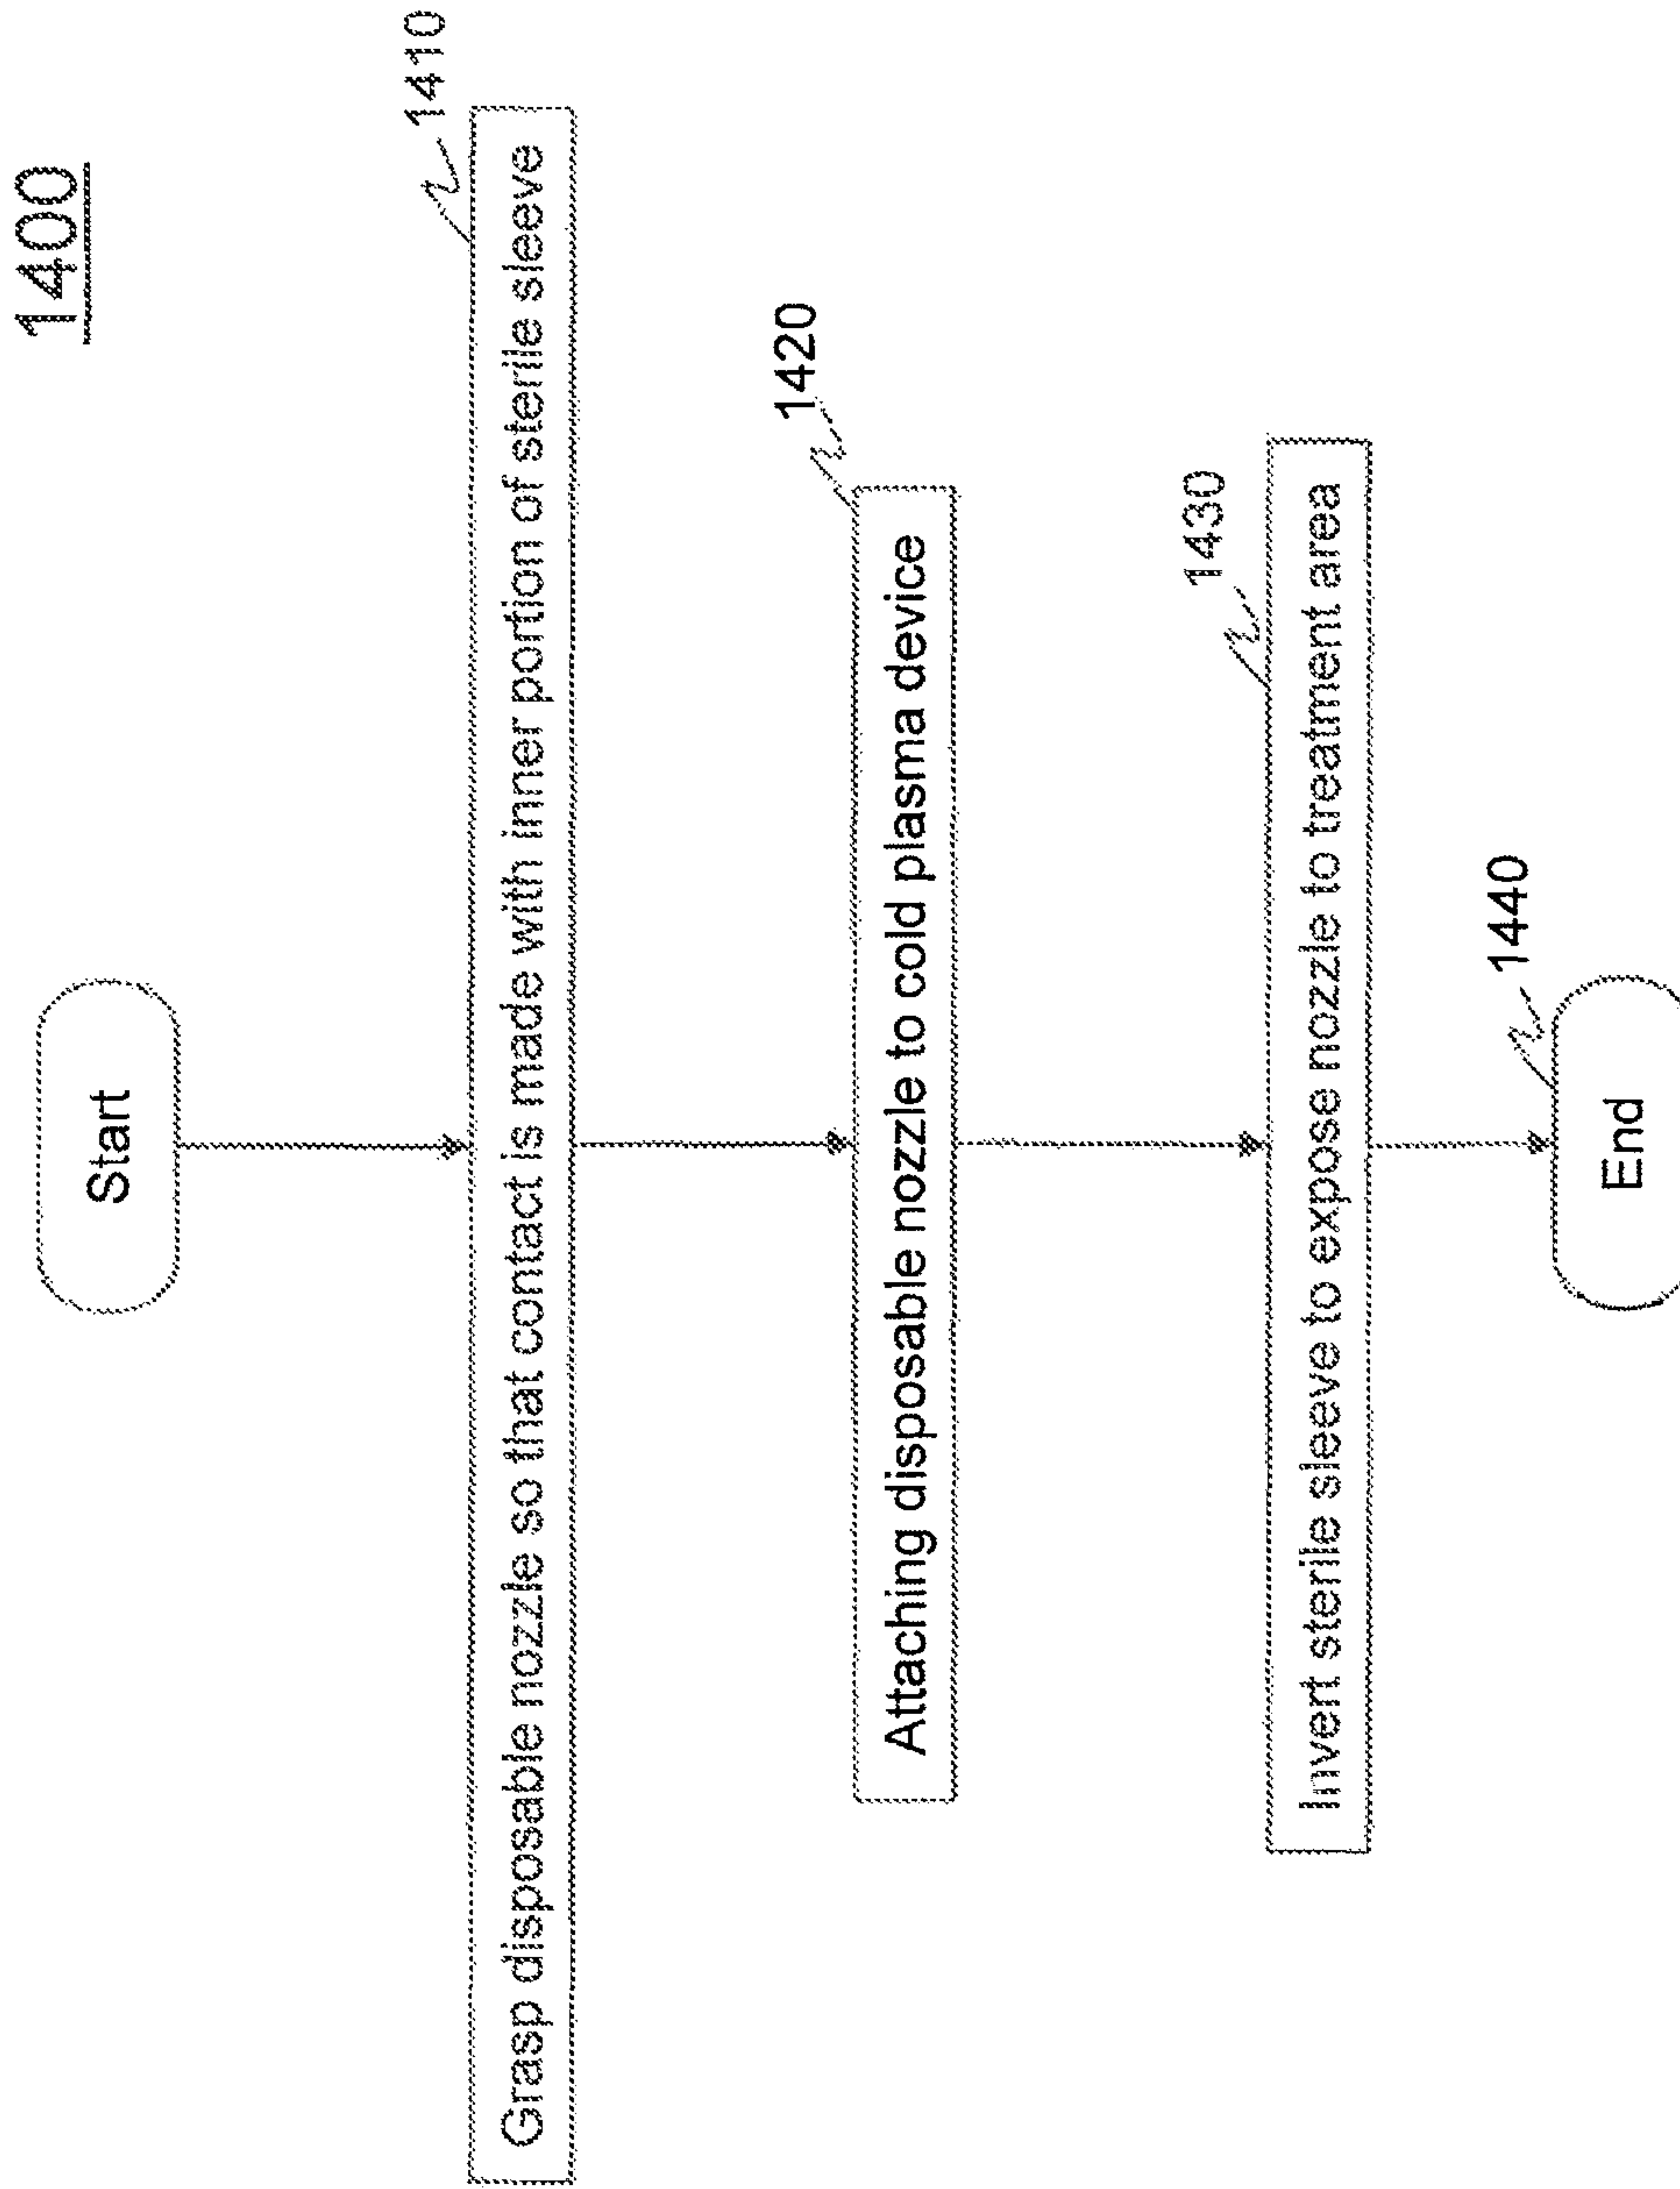 1400
Start
1410
Grasp disposable nozzle so that contact is made with inner portion of sterile sleeve
1420
Attaching disposable nozzle to cold plasma device
1430
Invert sterile sleeve to expose nozzle to treatment area
1440
End